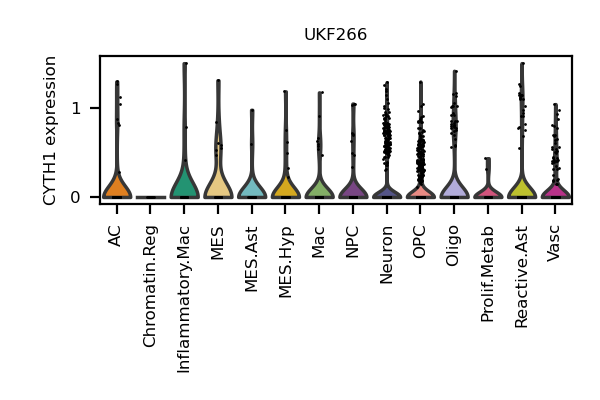 UKF266
CYTH1 expression
1
0
AC
Chromatin.Reg
Inflammatory.Mac
MES
MES.Ast
MES.Hyp
Mac
NPC
Neuron
OPC
Oligo
Prolif.Metab
Reactive.Ast
Vasc